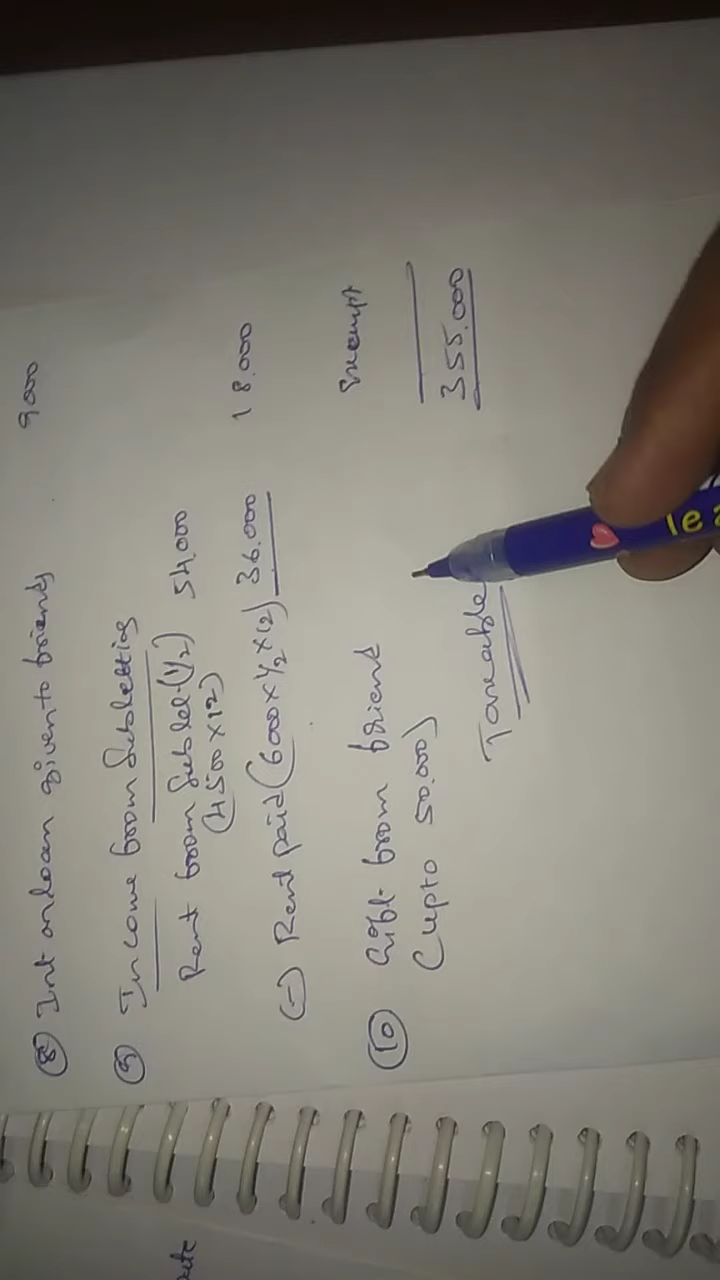 ⑧ Int on loan given to friends 9000
⑨ Income from Subletting
Rent from Sublet (1/2) 54,000
(4500 x 12)
(-) Rent paid (6000 x 1/2 x 12) 36.000 18.000
⑩ Gift from friend Exempt
(upto 50.000)
Taxable 355.000
le